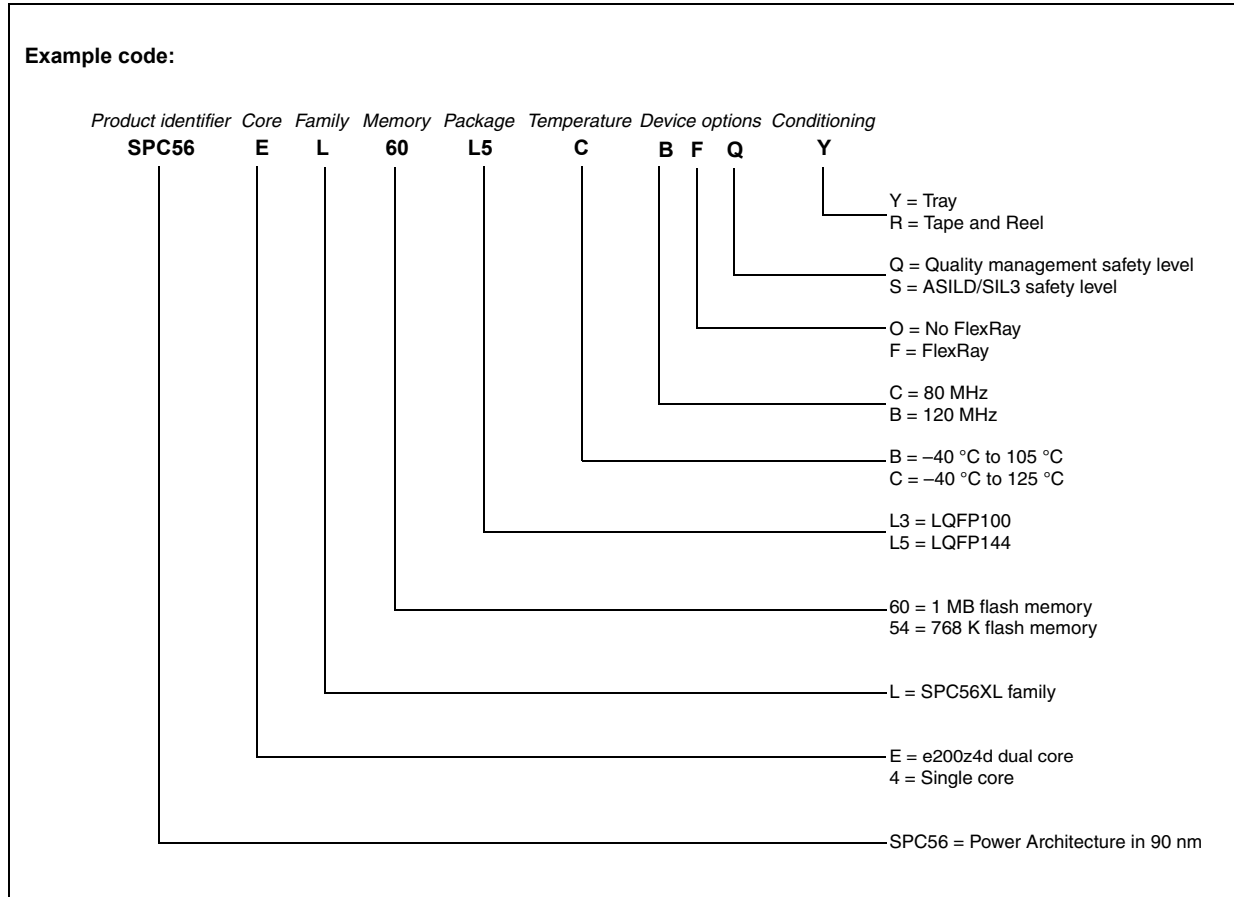 Example code:
Product identifier Core Family Memory Package Temperature Device options Conditioning
SPC56 E L 60 L5 C B F Q Y
Y = Tray
R = Tape and Reel
Q = Quality management safety level
S = ASILD/SIL3 safety level
O = No FlexRay
F = FlexRay
C = 80 MHz
B = 120 MHz
B = –40 °C to 105 °C
C = –40 °C to 125 °C
L3 = LQFP100
L5 = LQFP144
60 = 1 MB flash memory
54 = 768 K flash memory
L = SPC56XL family
E = e200z4d dual core
4 = Single core
SPC56 = Power Architecture in 90 nm